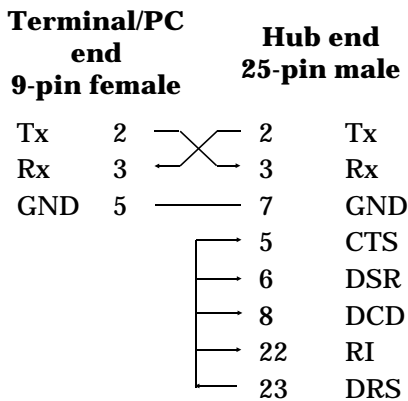 Terminal/PC
end
9-pin female
Hub end
25-pin male
Tx 2 2 Tx
Rx 3 3 Rx
GND 5 7 GND
5 CTS
6 DSR
8 DCD
22 RI
23 DRS